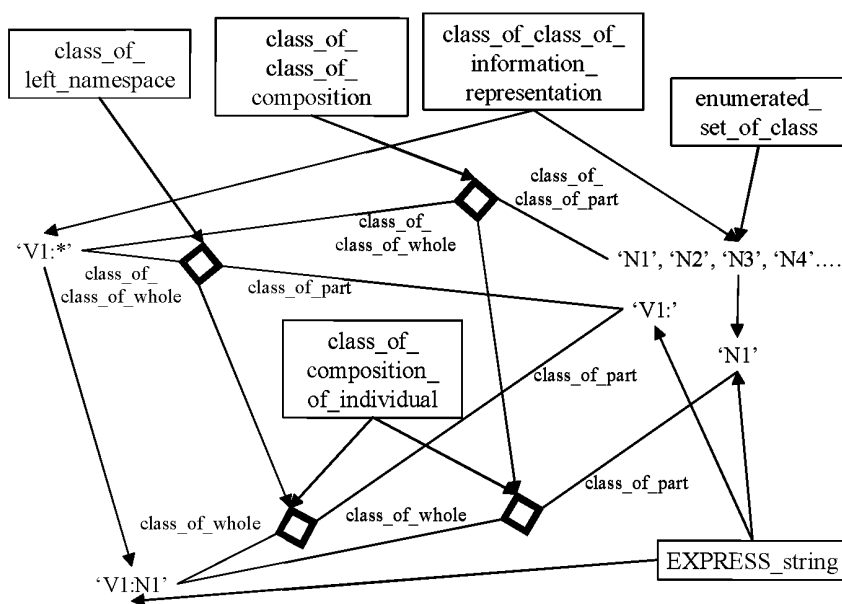 class_of_
left_namespace
class_of_
class_of_
composition
class_of_class_of_
information_
representation
enumerated_
set_of_class
class_of_
class_of_part
class_of_
class_of_whole
‘V1:*’
class_of_
class_of_whole
class_of_part
‘N1’, ‘N2’, ‘N3’, ‘N4’….
‘V1:’
‘N1’
class_of_
composition_
of_individual
class_of_part
class_of_part
class_of_whole
class_of_whole
‘V1:N1’
EXPRESS_string